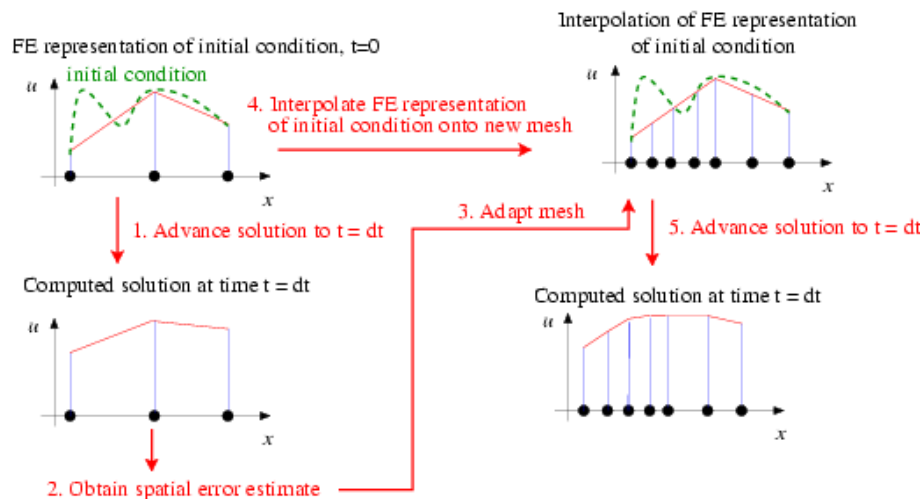 FE representation of initial condition, t=0
initial condition
u
x
4. Interpolate FE representation
of initial condition onto new mesh
Interpolation of FE representation
of initial condition
u
x
1. Advance solution to t = dt
3. Adapt mesh
5. Advance solution to t = dt
Computed solution at time t = dt
u
x
Computed solution at time t = dt
u
x
2. Obtain spatial error estimate